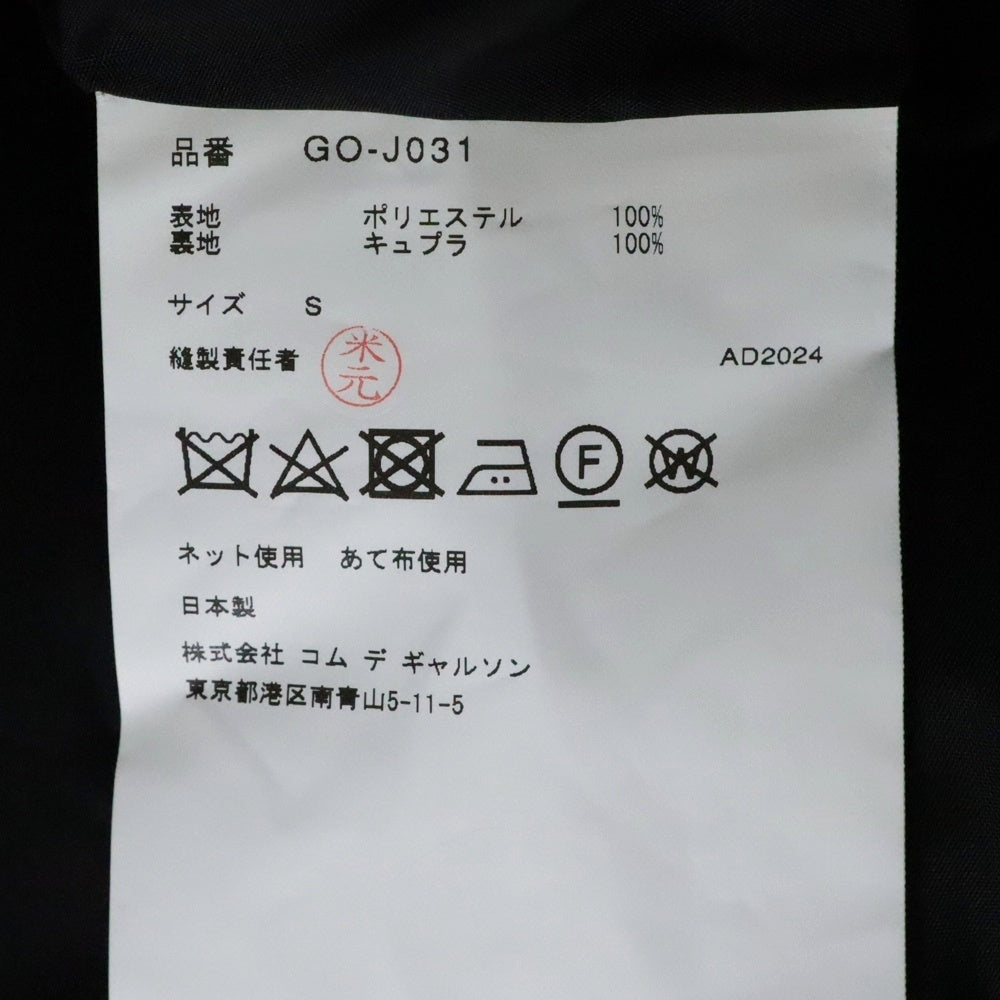 品番 GO-J031
表地 ポリエステル 100%
裏地 キュプラ 100%
サイズ S
縫製責任者 米元 AD2024
F W
ネット使用 あて布使用
日本製
株式会社 コム デ ギャルソン
東京都港区南青山5-11-5